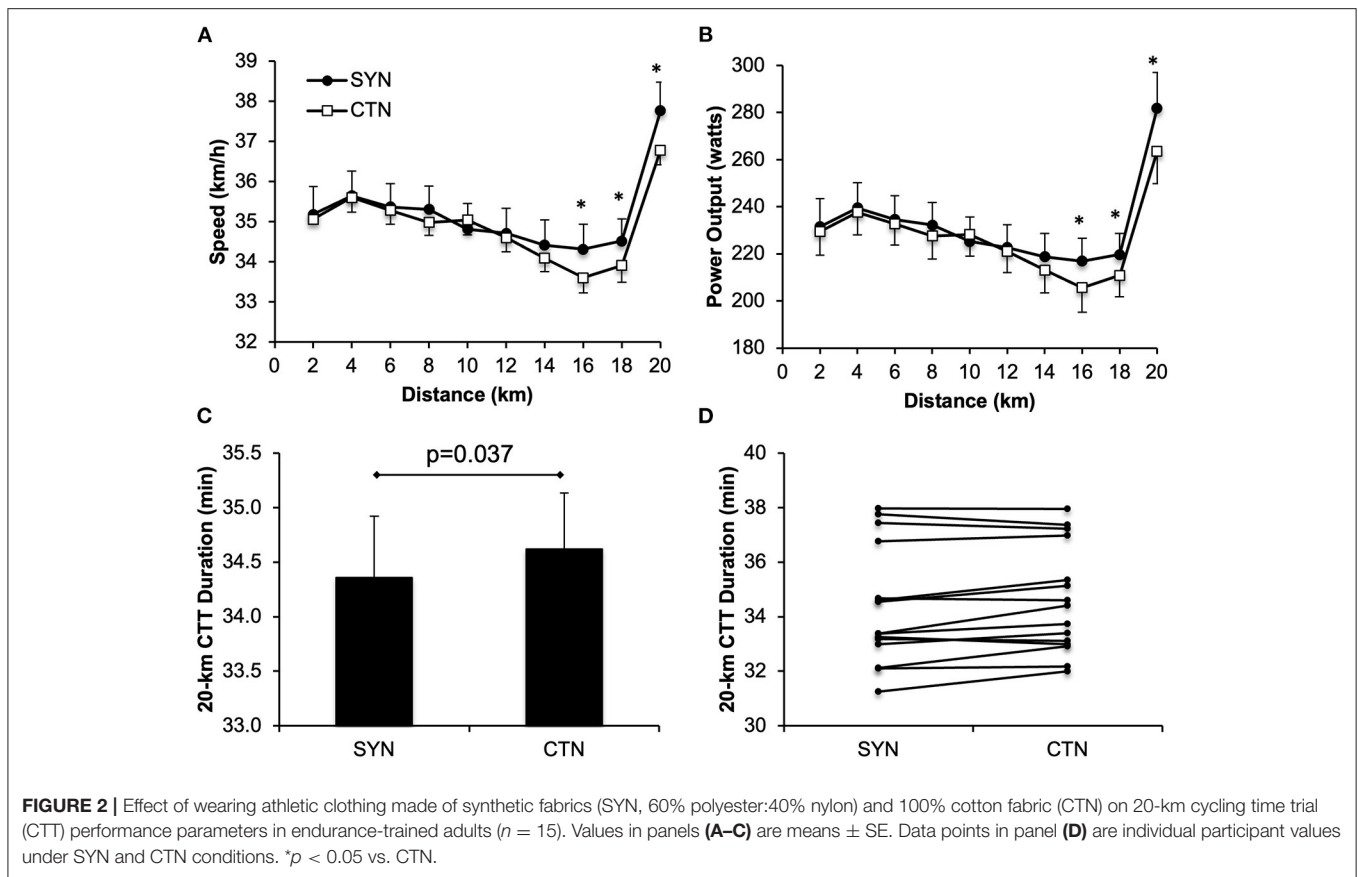 A
39
38
37
36
35
34
33
32
Speed (km/h)
SYN
CTN
*
*
*
0 2 4 6 8 10 12 14 16 18 20
Distance (km)
B
300
280
260
240
220
200
180
Power Output (watts)
*
*
*
0 2 4 6 8 10 12 14 16 18 20
Distance (km)
C
35.5
35.0
34.5
34.0
33.5
33.0
20-km CTT Duration (min)
p=0.037
SYN CTN
D
40
38
36
34
32
30
20-km CTT Duration (min)
SYN CTN
FIGURE 2 | Effect of wearing athletic clothing made of synthetic fabrics (SYN, 60% polyester:40% nylon) and 100% cotton fabric (CTN) on 20-km cycling time trial
(CTT) performance parameters in endurance-trained adults (n = 15). Values in panels (A–C) are means ± SE. Data points in panel (D) are individual participant values
under SYN and CTN conditions. *p < 0.05 vs. CTN.